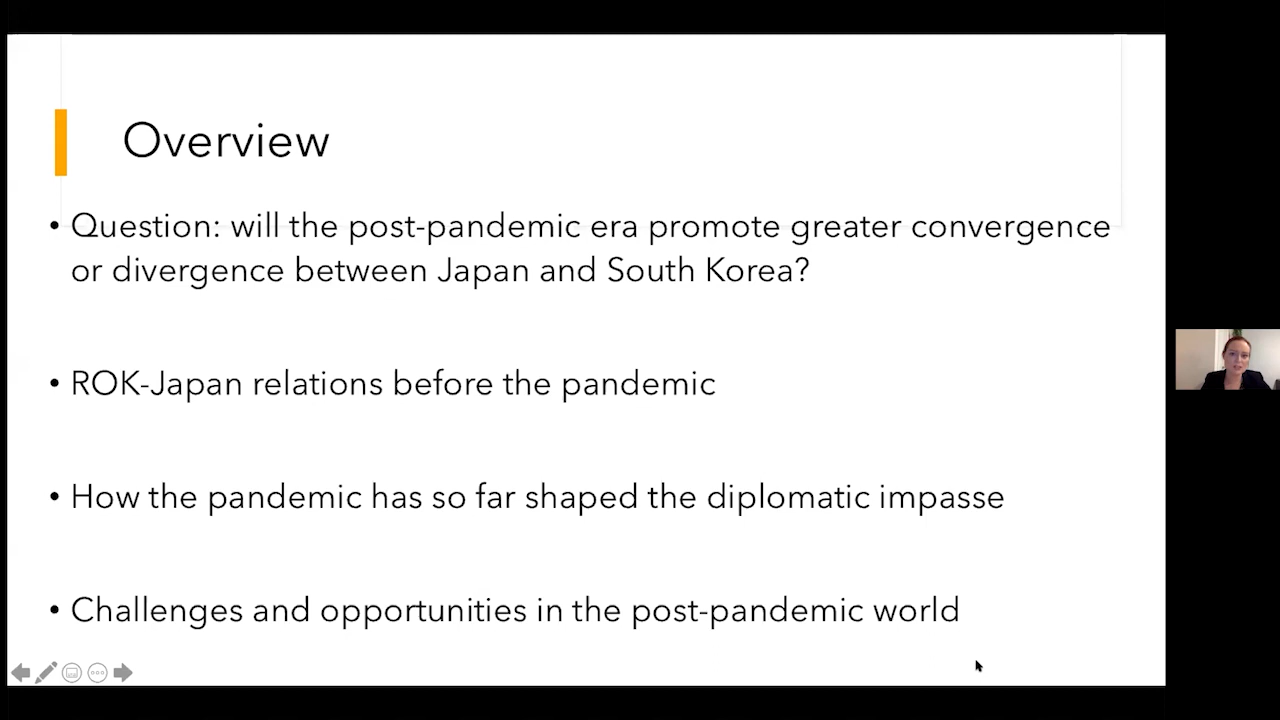 Overview
• Question: will the post-pandemic era promote greater convergence
or divergence between Japan and South Korea?
• ROK-Japan relations before the pandemic
• How the pandemic has so far shaped the diplomatic impasse
• Challenges and opportunities in the post-pandemic world